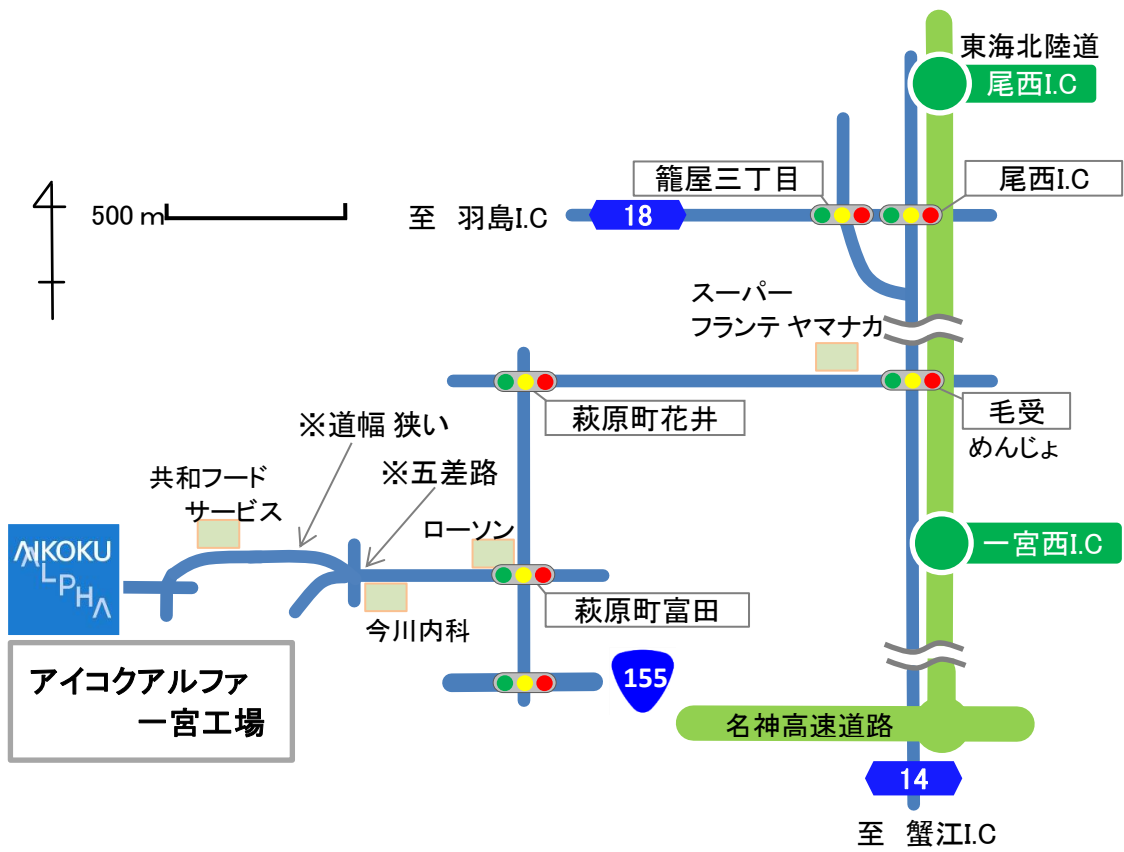 東海北陸道
尾西I.C
籠屋三丁目
尾西I.C
500 m
至 羽島I.C
18
スーパー
フランテ ヤマナカ
萩原町花井
毛受
めんじょ
※道幅 狭い
※五差路
共和フード
サービス
ローソン
一宮西I.C
AIKOKU
ALPHA
萩原町富田
今川内科
アイコクアルファ
一宮工場
155
名神高速道路
14
至 蟹江I.C